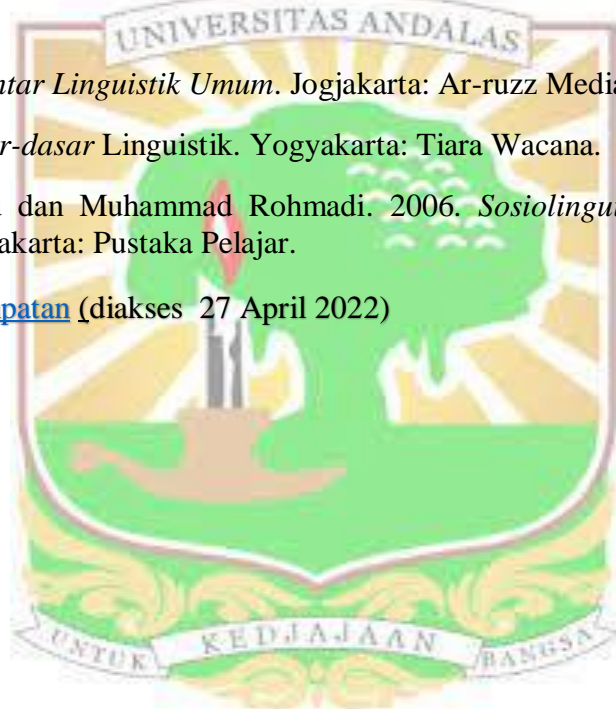 UNIVERSITAS ANDALAS
ntar Linguistik Umum. Jogjakarta: Ar-ruzz Media
r-dasar Linguistik. Yogyakarta: Tiara Wacana.
dan Muhammad Rohmadi. 2006. Sosiolingu
akarta: Pustaka Pelajar.
patan (diakses 27 April 2022)
UNTUK KEDJAJAAN BANGSA